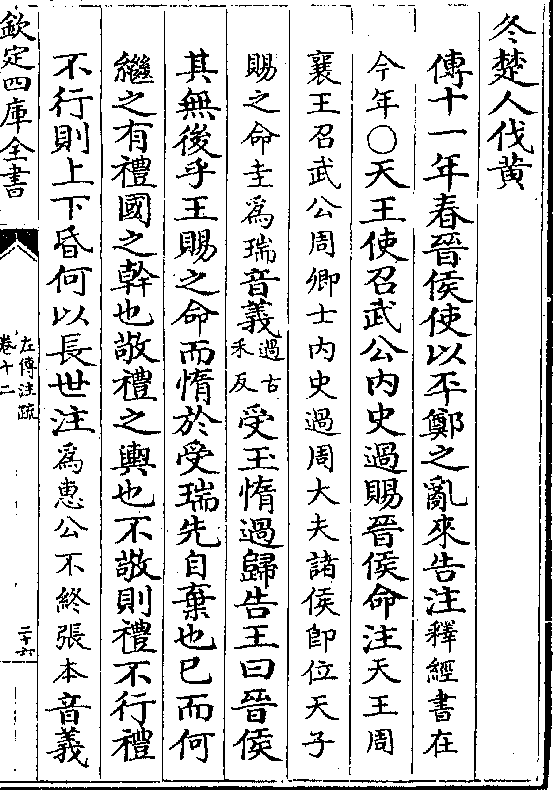 冬楚人伐黄
傳十一年春晉侯使以㔻鄭之亂來告注釋經書在
今年○天王使召武公内史過賜晉侯命注天王周
襄王召武公周卿士内史過周大夫諸侯即位天子
賜之命圭爲瑞音義過古禾反受玉惰過歸告王曰晉侯
其無後乎王賜之命而惰於受瑞先自棄也已而何
繼之有禮國之幹也敬禮之輿也不敬則禮不行禮
不行則上下昏何以長世注爲惠公不終張本音義
欽定四庫全書
左傳注疏
卷十二
二十六